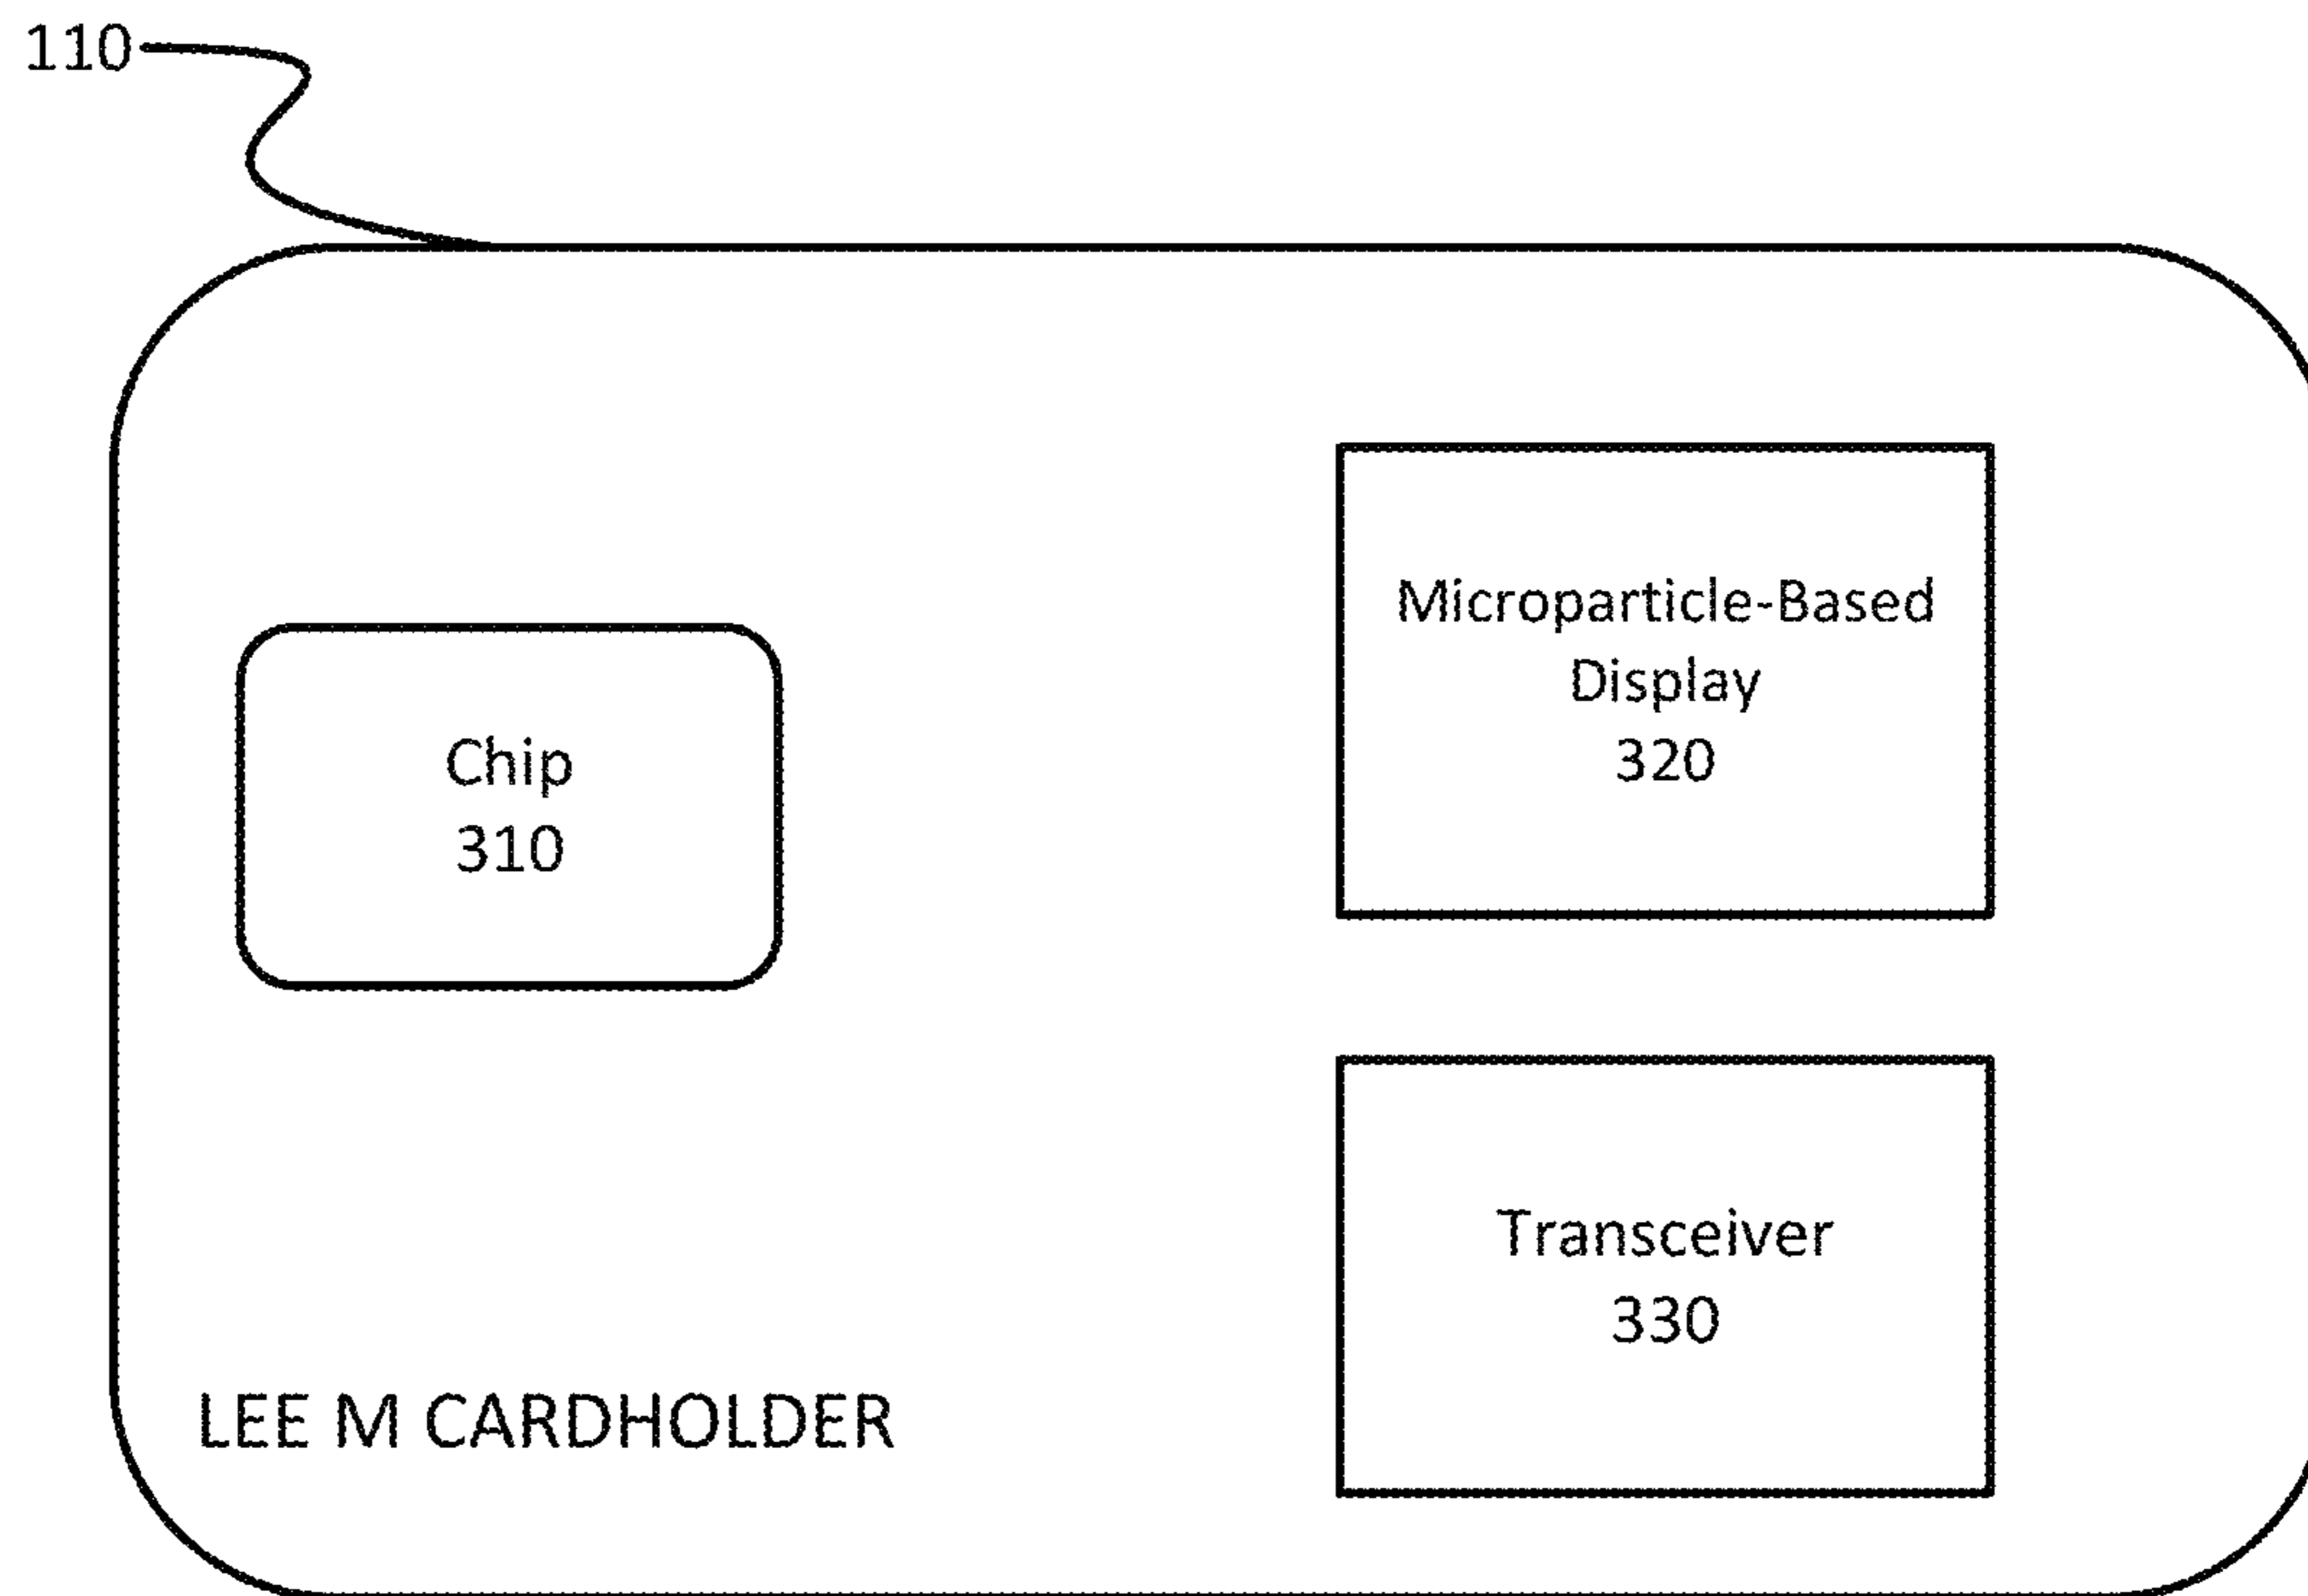 110
Microparticle-Based
Display
320
Chip
310
Transceiver
330
LEE M CARDHOLDER